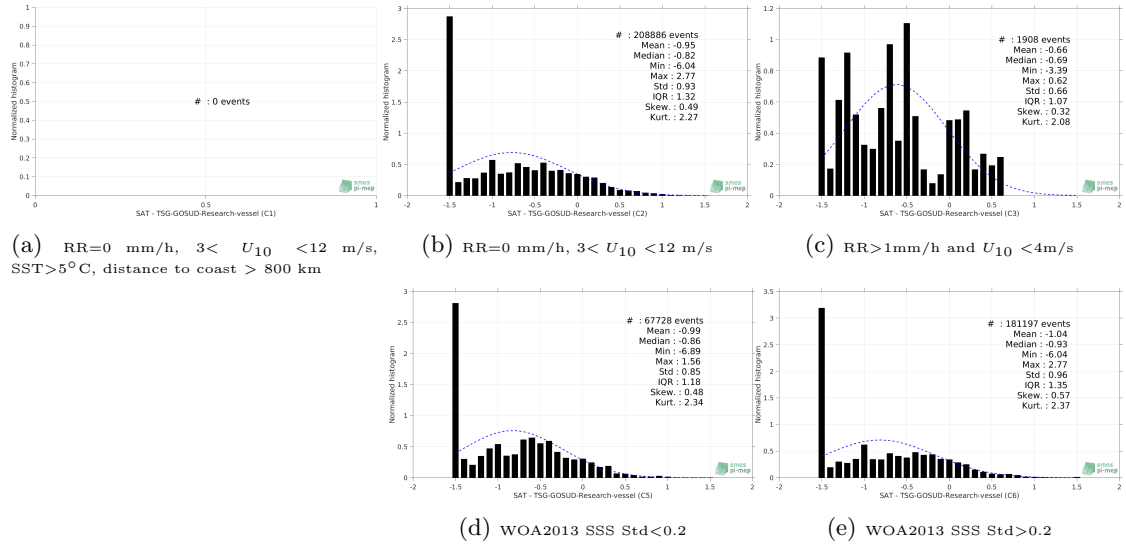 1
0.9
0.8
0.7
0.6
0.5
0.4
0.3
0.2
0.1
0
Normalized histogram
# : 0 events
0 0.5 1
SAT - TSG-GOSUD-Research-vessel (C1)
smos
pi-mep
(a) RR=0 mm/h, 3< U10 <12 m/s,
SST>5°C, distance to coast > 800 km
3
2.5
2
1.5
1
0.5
0
Normalized histogram
# : 208886 events
Mean : -0.95
Median : -0.82
Min : -6.04
Max : 2.77
Std : 0.93
IQR : 1.32
Skew. : 0.49
Kurt. : 2.27
-2 -1.5 -1 -0.5 0 0.5 1 1.5 2
SAT - TSG-GOSUD-Research-vessel (C2)
smos
pi-mep
(b) RR=0 mm/h, 3< U10 <12 m/s
1.2
1
0.8
0.6
0.4
0.2
0
Normalized histogram
# : 1908 events
Mean : -0.66
Median : -0.69
Min : -3.39
Max : 0.62
Std : 0.66
IQR : 1.07
Skew. : 0.32
Kurt. : 2.08
-2 -1.5 -1 -0.5 0 0.5 1 1.5 2
SAT - TSG-GOSUD-Research-vessel (C3)
smos
pi-mep
(c) RR>1mm/h and U10 <4m/s
3
2.5
2
1.5
1
0.5
0
Normalized histogram
# : 67728 events
Mean : -0.99
Median : -0.86
Min : -6.89
Max : 1.56
Std : 0.85
IQR : 1.18
Skew. : 0.48
Kurt. : 2.34
-2 -1.5 -1 -0.5 0 0.5 1 1.5 2
SAT - TSG-GOSUD-Research-vessel (C5)
smos
pi-mep
(d) WOA2013 SSS Std<0.2
3.5
3
2.5
2
1.5
1
0.5
0
Normalized histogram
# : 181197 events
Mean : -1.04
Median : -0.93
Min : -6.04
Max : 2.77
Std : 0.96
IQR : 1.35
Skew. : 0.57
Kurt. : 2.37
-2 -1.5 -1 -0.5 0 0.5 1 1.5 2
SAT - TSG-GOSUD-Research-vessel (C6)
smos
pi-mep
(e) WOA2013 SSS Std>0.2